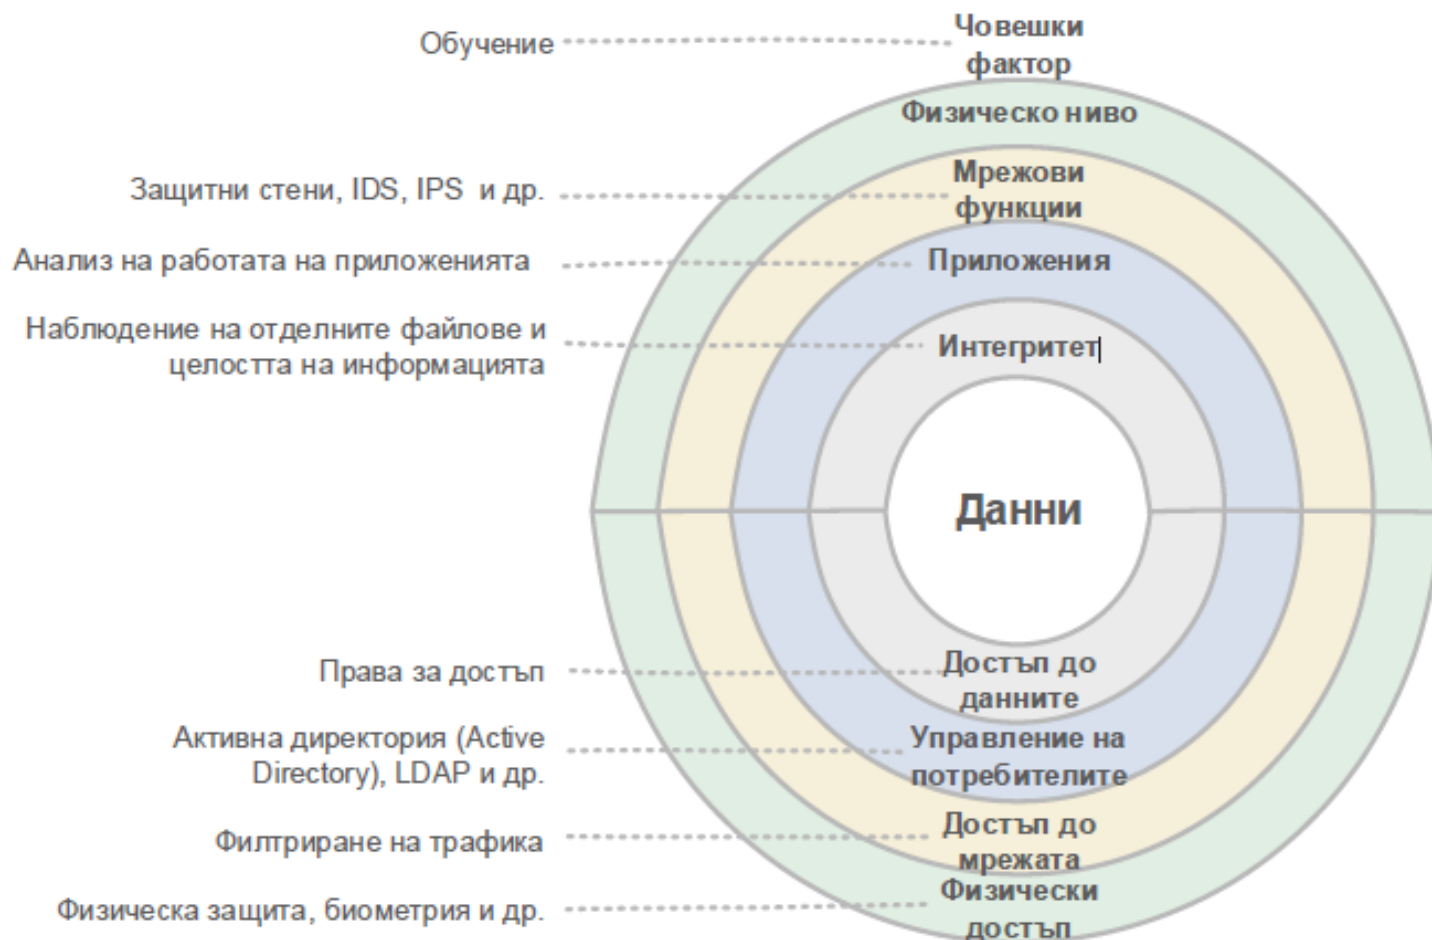 Обучение
Човешки
фактор
Физическо ниво
Защитни стени, IDS, IPS и др.
Мрежови
функции
Анализ на работата на приложенията
Приложения
Наблюдение на отделните файлове и
целостта на информацията
Интегритет
Данни
Права за достъп
Достъп до
данните
Активна директория (Active
Directory), LDAP и др.
Управление на
потребителите
Филтриране на трафика
Достъп до
мрежата
Физическа защита, биометрия и др.
Физически
достъп